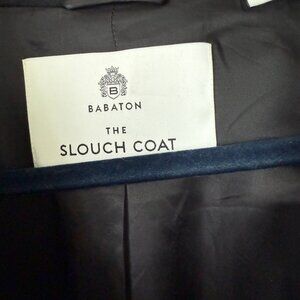 B
BABATON
THE
SLOUCH COAT